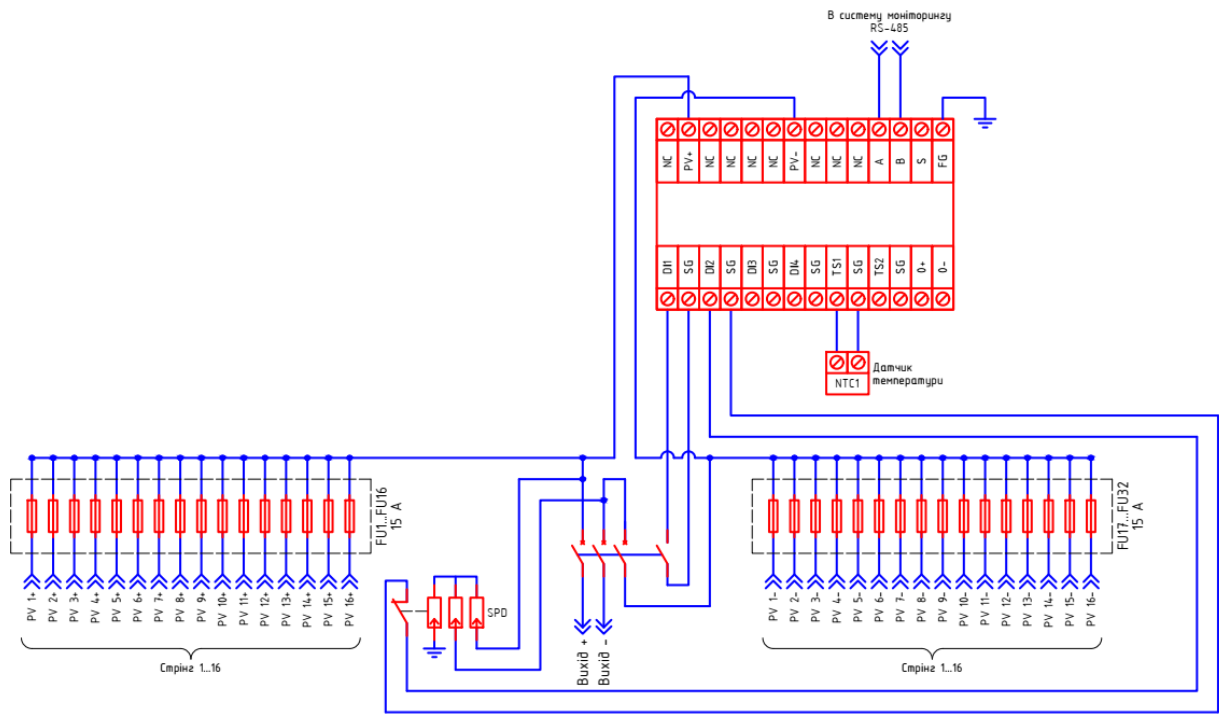 В систему моніторингу
RS-485
NC PV+ NC NC NC NC PV- NC NC NC A B S FG
DI1 SG DI2 SG DI3 SG DI4 SG TS1 SG TS2 SG 0+ 0-
NTC1
Датчик
температури
FU1...FU16
15 A
FU17...FU32
15 A
PV 1+ PV 2+ PV 3+ PV 4+ PV 5+ PV 6+ PV 7+ PV 8+ PV 9+ PV 10+ PV 11+ PV 12+ PV 13+ PV 14+ PV 15+ PV 16+
SPD
Вихід +
Вихід -
PV 1- PV 2- PV 3- PV 4- PV 5- PV 6- PV 7- PV 8- PV 9- PV 10- PV 11- PV 12- PV 13- PV 14- PV 15- PV 16-
Стрінг 1...16
Стрінг 1...16